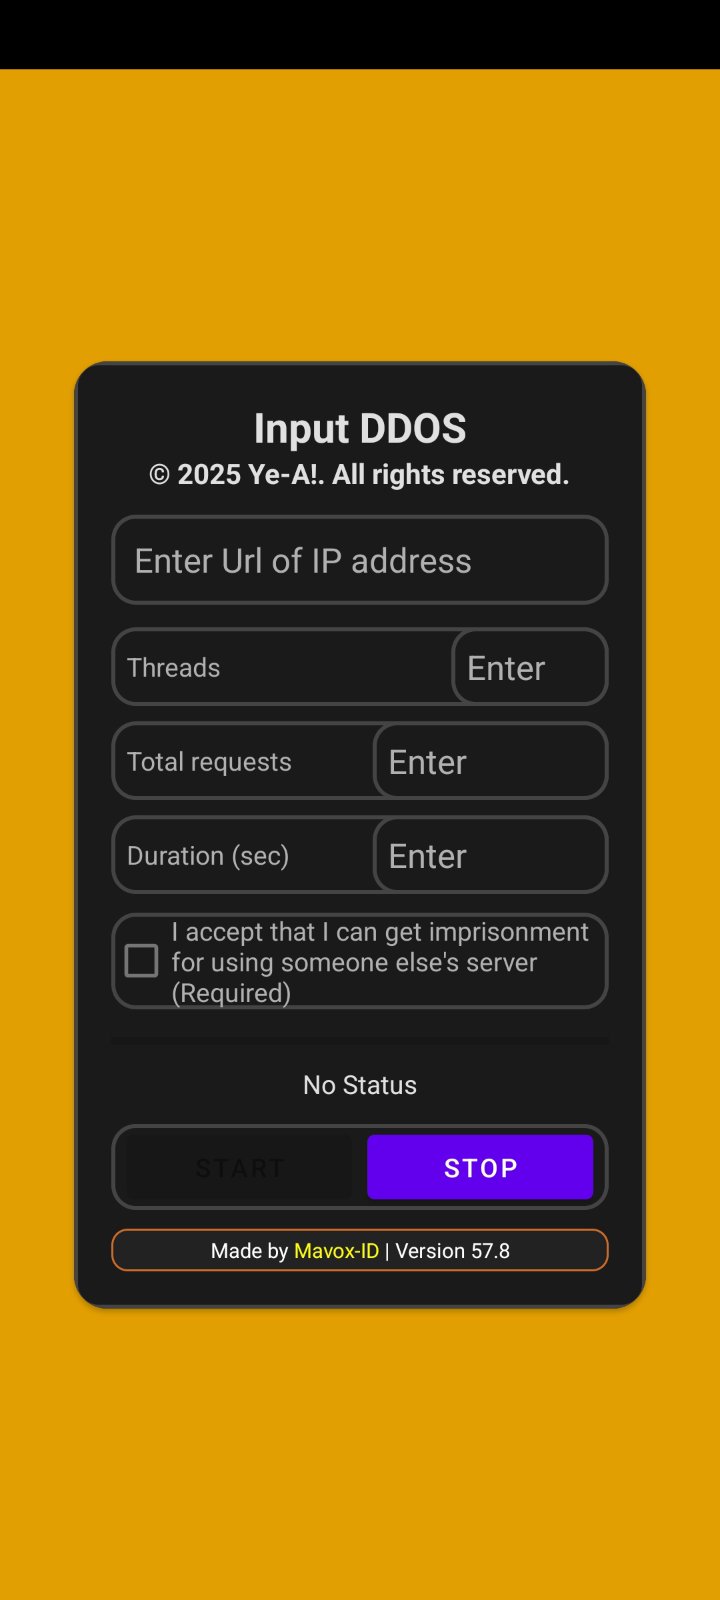 Input DDOS
© 2025 Ye-A!. All rights reserved.
Enter Url of IP address
Threads Enter
Total requests Enter
Duration (sec) Enter
I accept that I can get imprisonment
for using someone else's server
(Required)
No Status
START STOP
Made by Mavox-ID | Version 57.8